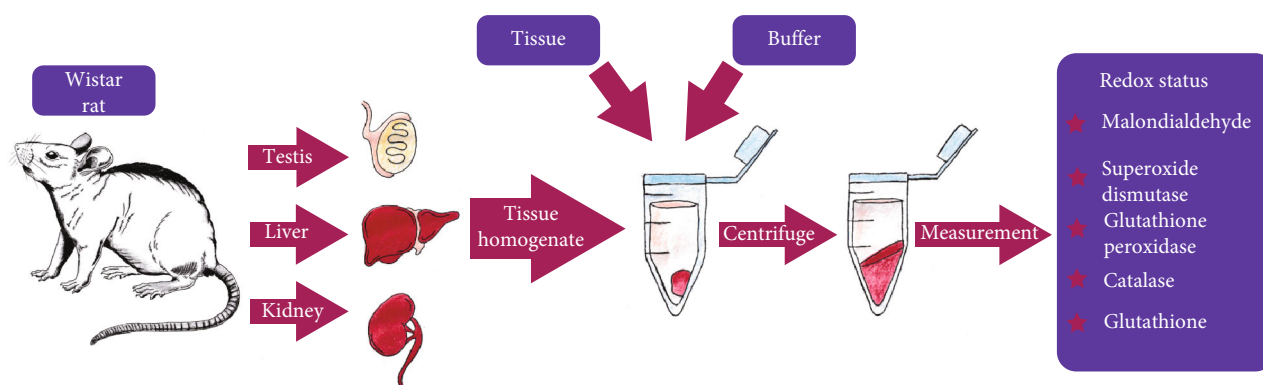 Wistar
rat
Testis
Liver
Kidney
Tissue
homogenate
Tissue
Buffer
Centrifuge
Measurement
Redox status
Malondialdehyde
Superoxide
dismutase
Glutathione
peroxidase
Catalase
Glutathione